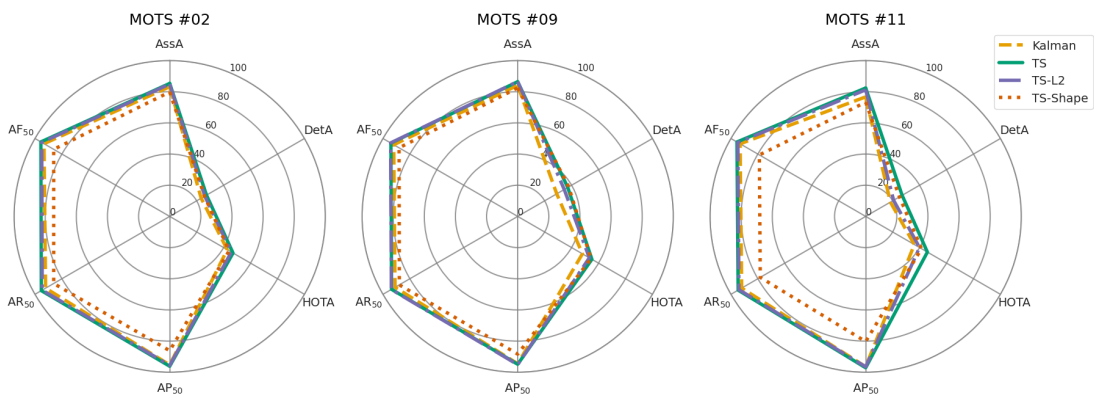 MOTS #02
AssA
100
80
60
40
20
0
DetA
HOTA
AP50
AR50
AF50
MOTS #09
AssA
100
80
60
40
20
0
DetA
HOTA
AP50
AR50
AF50
MOTS #11
AssA
100
80
60
40
20
0
DetA
HOTA
AP50
AR50
AF50
Kalman
TS
TS-L2
TS-Shape